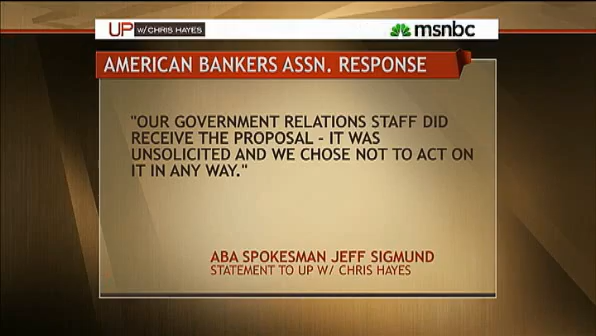 UP W/ CHRIS HAYES msnbc
AMERICAN BANKERS ASSN. RESPONSE
"OUR GOVERNMENT RELATIONS STAFF DID
RECEIVE THE PROPOSAL - IT WAS
UNSOLICITED AND WE CHOSE NOT TO ACT ON
IT IN ANY WAY."
ABA SPOKESMAN JEFF SIGMUND
STATEMENT TO UP W/ CHRIS HAYES